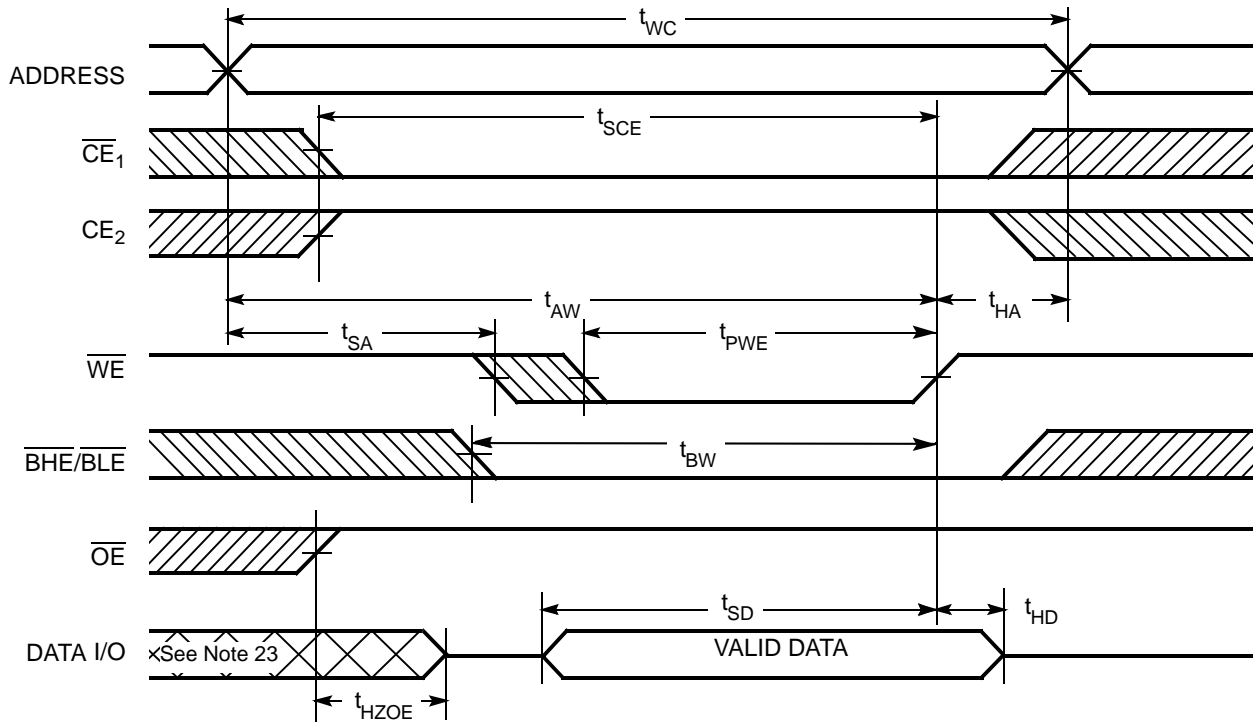 tWC
ADDRESS
tSCE
CE1
CE2
tAW
tHA
tSA
tPWE
WE
BHE/BLE
tBW
OE
tSD
tHD
DATA I/O
See Note 23
VALID DATA
tHZOE